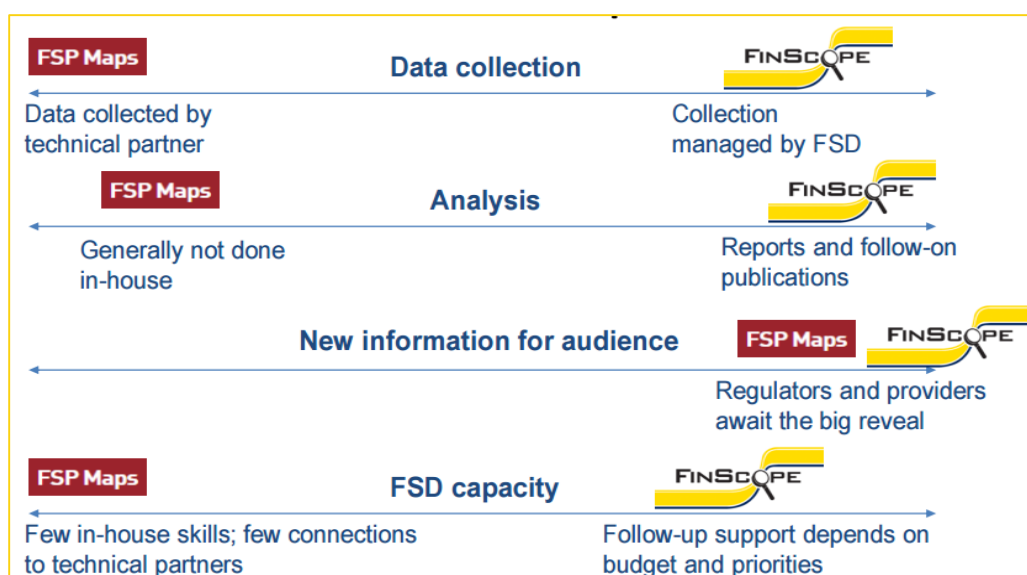 FSP Maps
Data collection
FINSCOPE
Data collected by
technical partner
Collection
managed by FSD
FSP Maps
Analysis
FINSCOPE
Generally not done
in-house
Reports and follow-on
publications
New information for audience
FSP Maps
FINSCOPE
Regulators and providers
await the big reveal
FSP Maps
FSD capacity
FINSCOPE
Few in-house skills; few connections
to technical partners
Follow-up support depends on
budget and priorities